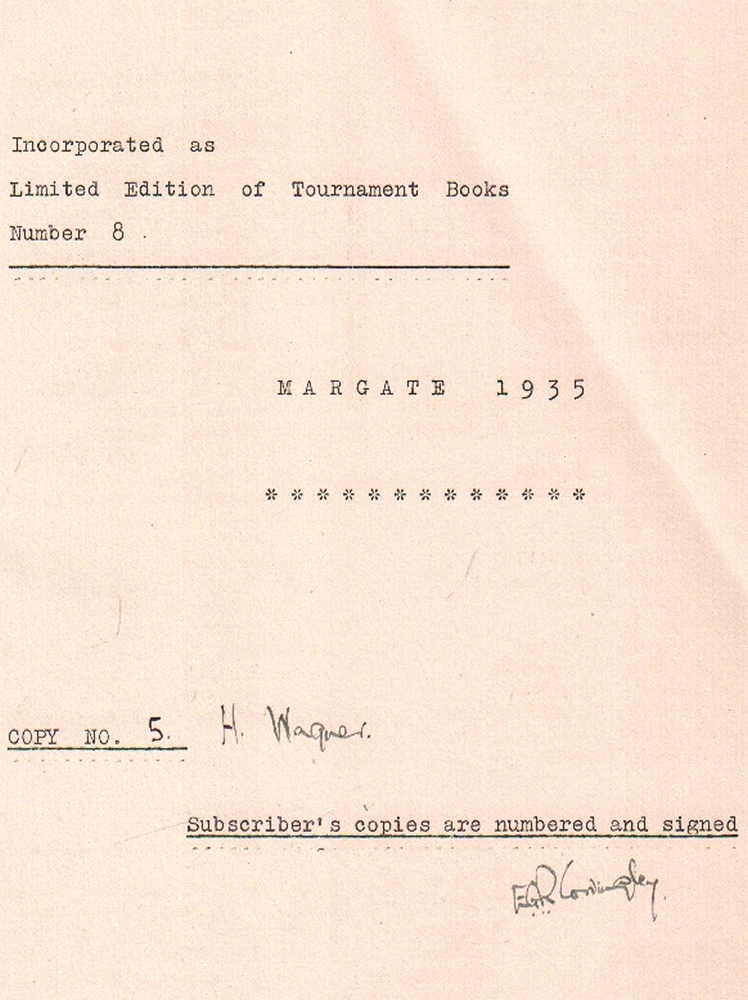 Incorporated as
Limited Edition of Tournament Books
Number 8.
MARGATE 1935
* * * * * * * * * * * * *
COPY NO. 5. H. Wagner.
Subscriber's copies are numbered and signed